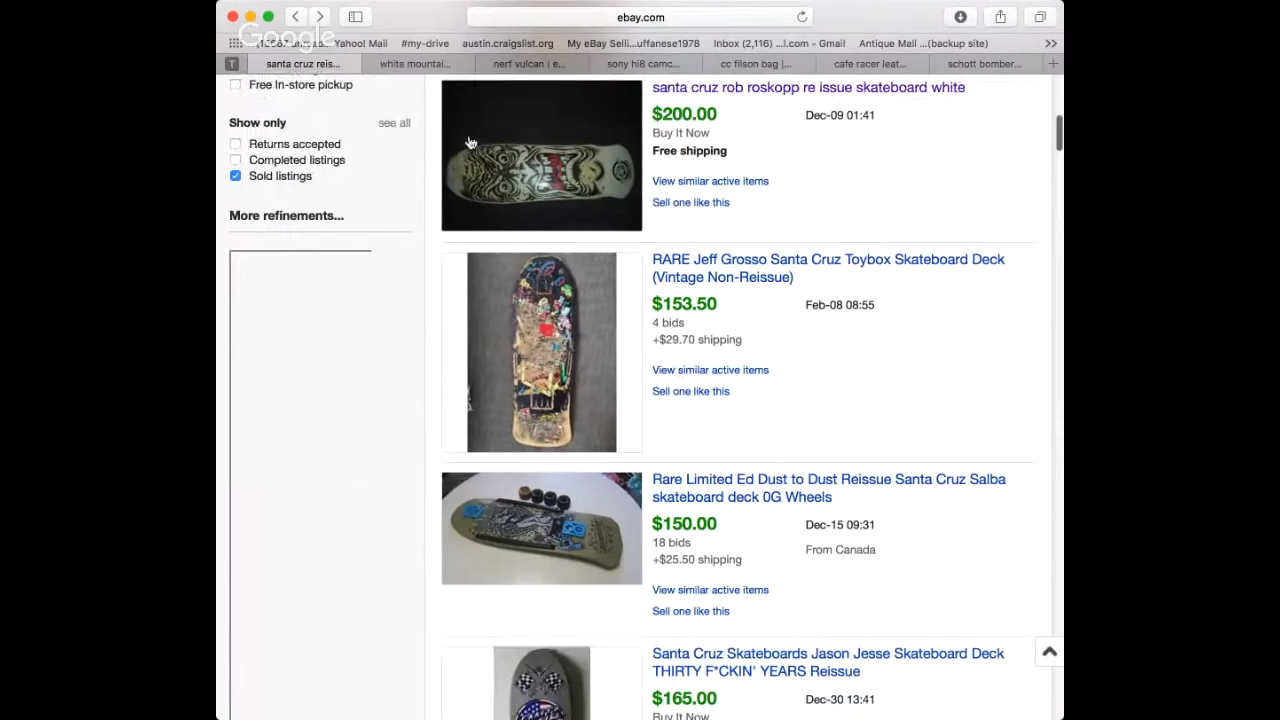 ebay.com
Google
Yahoo! Mail #my-drive austin.craigslist.org My eBay Selli...uffanese1978 Inbox (2,116) ...l.com - Gmail Antique Mall ...(backup site)
T santa cruz reis... white mountai... nerf vulcan | e... sony hi8 camc... cc filson bag |... cafe racer leat... schott bomber...
Free In-store pickup
Show only see all
Returns accepted
Completed listings
Sold listings
More refinements...
santa cruz rob roskopp re issue skateboard white
$200.00 Dec-09 01:41
Buy It Now
Free shipping
View similar active items
Sell one like this
RARE Jeff Grosso Santa Cruz Toybox Skateboard Deck
(Vintage Non-Reissue)
$153.50 Feb-08 08:55
4 bids
+$29.70 shipping
View similar active items
Sell one like this
Rare Limited Ed Dust to Dust Reissue Santa Cruz Salba
skateboard deck 0G Wheels
$150.00 Dec-15 09:31
18 bids From Canada
+$25.50 shipping
View similar active items
Sell one like this
Santa Cruz Skateboards Jason Jesse Skateboard Deck
THIRTY F*CKIN' YEARS Reissue
$165.00 Dec-30 13:41
Buy It Now